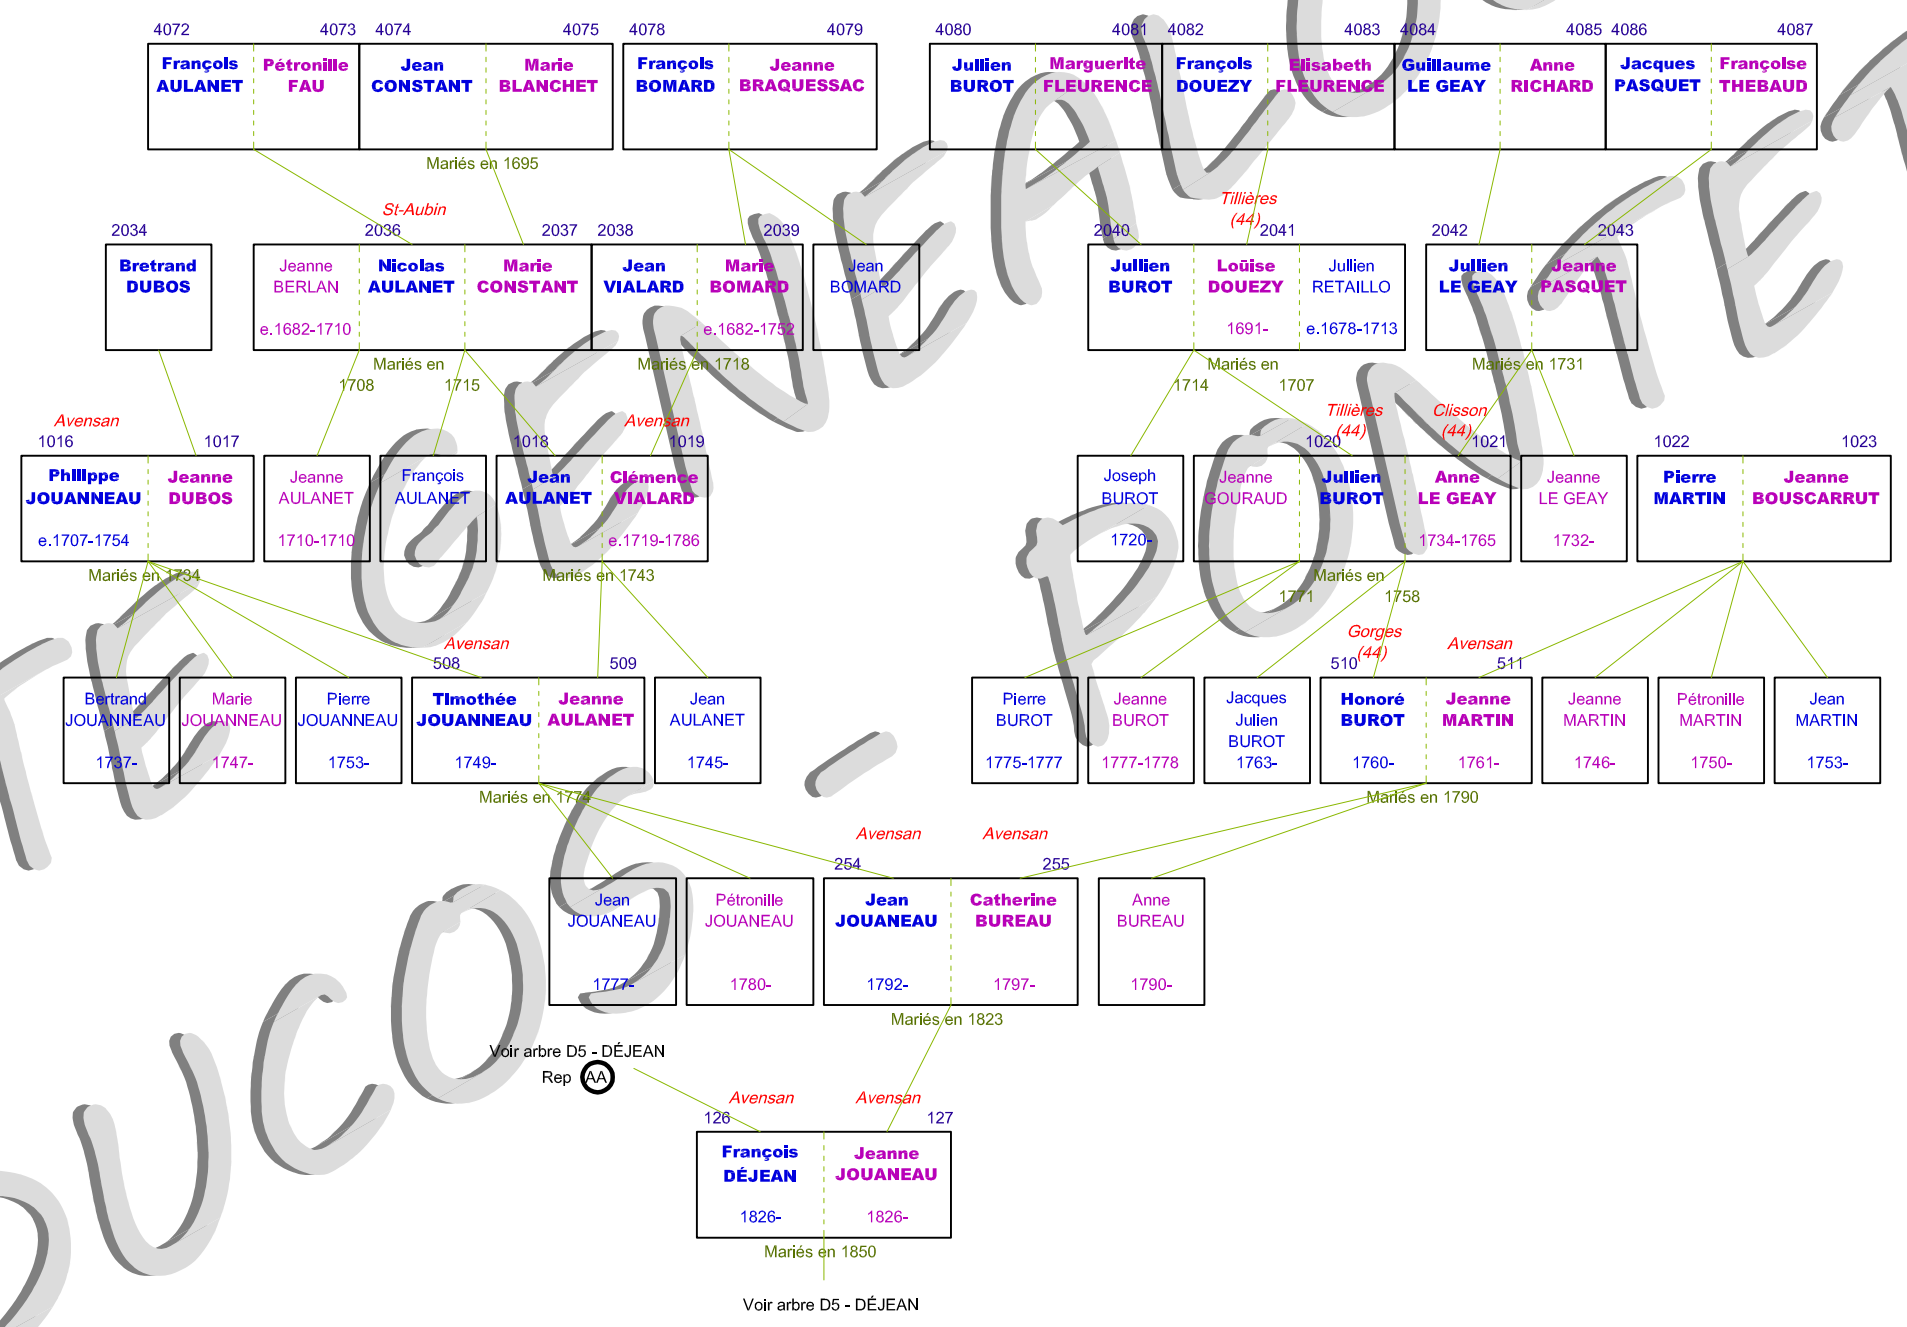 4072 4073 4074 4075 4078 4079 4080 4081 4082 4083 4084 4085 4086 4087
François AULANET
Pétronille FAU
Jean CONSTANT
Marie BLANCHET
François BOMARD
Jeanne BRAQUESSAC
Jullien BUROT
Marguerite FLEURENCE
François DOUEZY
Elisabeth FLEURENCE
Guillaume LE GEAY
Anne RICHARD
Jacques PASQUET
Françoise THEBAUD
Mariés en 1695
St-Aubin
Tillières (44)
2034 2036 2037 2038 2039 2040 2041 2042 2043
Bretrand DUBOS
Jeanne BERLAN
e.1682-1710
Nicolas AULANET
Marie CONSTANT
Jean VIALARD
Marie BOMARD
e.1682-1752
Jean BOMARD
Jullien BUROT
Loüise DOUEZY
1691-
Jullien RETAILLO
e.1678-1713
Jullien LE GEAY
Jeanne PASQUET
Mariés en
1708 1715
Mariés en 1718
Mariés en
1714 1707
Mariés en 1731
Avensan
Avensan
Tillières (44)
Clisson (44)
1016 1017 1018 1019 1020 1021 1022 1023
Philippe JOUANNEAU
e.1707-1754
Jeanne DUBOS
Jeanne AULANET
1710-1710
François AULANET
Jean AULANET
Clémence VIALARD
e.1719-1786
Joseph BUROT
1720-
Jeanne GOURAUD
Jullien BUROT
Anne LE GEAY
1734-1765
Jeanne LE GEAY
1732-
Pierre MARTIN
Jeanne BOUSCARRUT
Mariés en 1734
Mariés en 1743
Mariés en
1771 1758
Avensan
Gorges (44)
Avensan
508 509 510 511
Bertrand JOUANNEAU
1737-
Marie JOUANNEAU
1747-
Pierre JOUANNEAU
1753-
Timothée JOUANNEAU
1749-
Jeanne AULANET
Jean AULANET
1745-
Pierre BUROT
1775-1777
Jeanne BUROT
1777-1778
Jacques Julien BUROT
1763-
Honoré BUROT
1760-
Jeanne MARTIN
1761-
Jeanne MARTIN
1746-
Pétronille MARTIN
1750-
Jean MARTIN
1753-
Mariés en 1774
Mariés en 1790
Avensan Avensan
254 255
Jean JOUANEAU
1777-
Pétronille JOUANEAU
1780-
Jean JOUANEAU
1792-
Catherine BUREAU
1797-
Anne BUREAU
1790-
Mariés en 1823
Voir arbre D5 - DÉJEAN
Rep AA
Avensan Avensan
126 127
François DÉJEAN
1826-
Jeanne JOUANEAU
1826-
Mariés en 1850
Voir arbre D5 - DÉJEAN